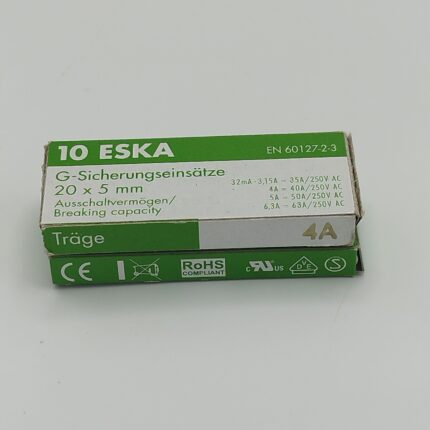 10 ESKA
EN 60127-2-3
G-Sicherungseinsätze
20 x 5 mm
Ausschaltvermögen/
Breaking capacity
32mA-3,15A = 35A/250V AC
4A = 40A/250V AC
5A = 50A/250V AC
6,3A = 63A/250V AC
Träge
4A
CE
RoHS
COMPLIANT
c RU us
VDE
S